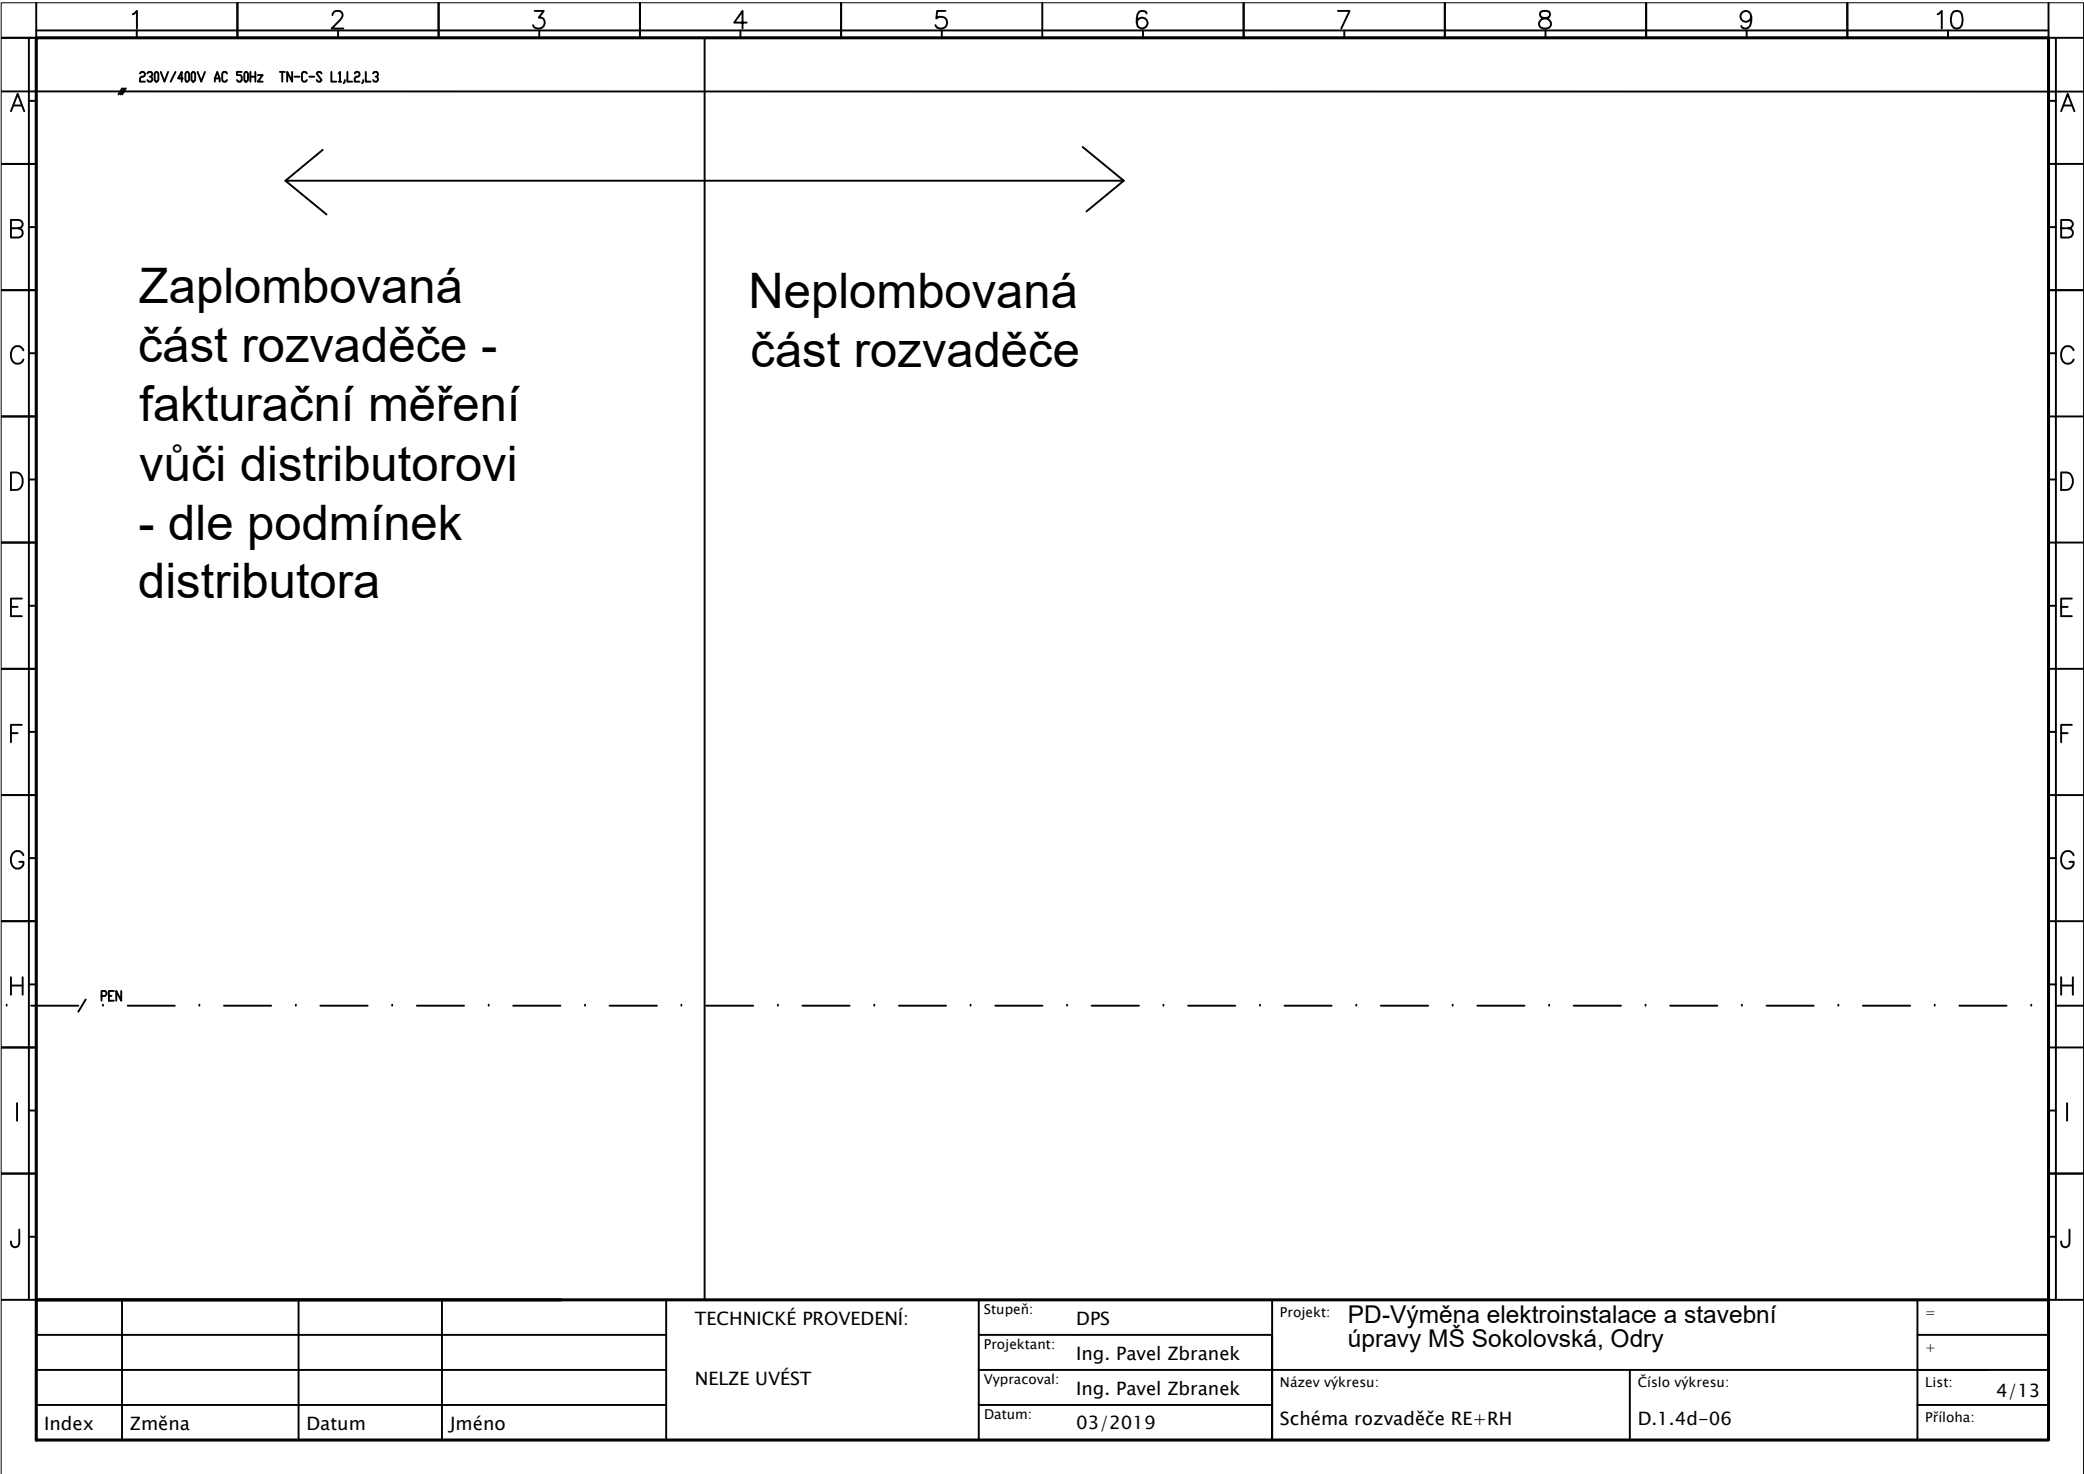 1 2 3 4 5 6 7 8 9 10
230V/400V AC 50Hz TN-C-S L1,L2,L3
A A
B B
Zaplombovaná
část rozvaděče -
fakturační měření
vůči distributorovi
- dle podmínek
distributora
Neplombovaná
část rozvaděče
C C
D D
E E
F F
G G
H H
PEN
I I
J J
Index Změna Datum Jméno
TECHNICKÉ PROVEDENÍ:
NELZE UVÉST
Stupeň: DPS
Projektant: Ing. Pavel Zbranek
Vypracoval: Ing. Pavel Zbranek
Datum: 03/2019
Projekt: PD-Výměna elektroinstalace a stavební
úpravy MŠ Sokolovská, Odry
Název výkresu:
Schéma rozvaděče RE+RH
Číslo výkresu:
D.1.4d-06
=
+
List: 4/13
Příloha: